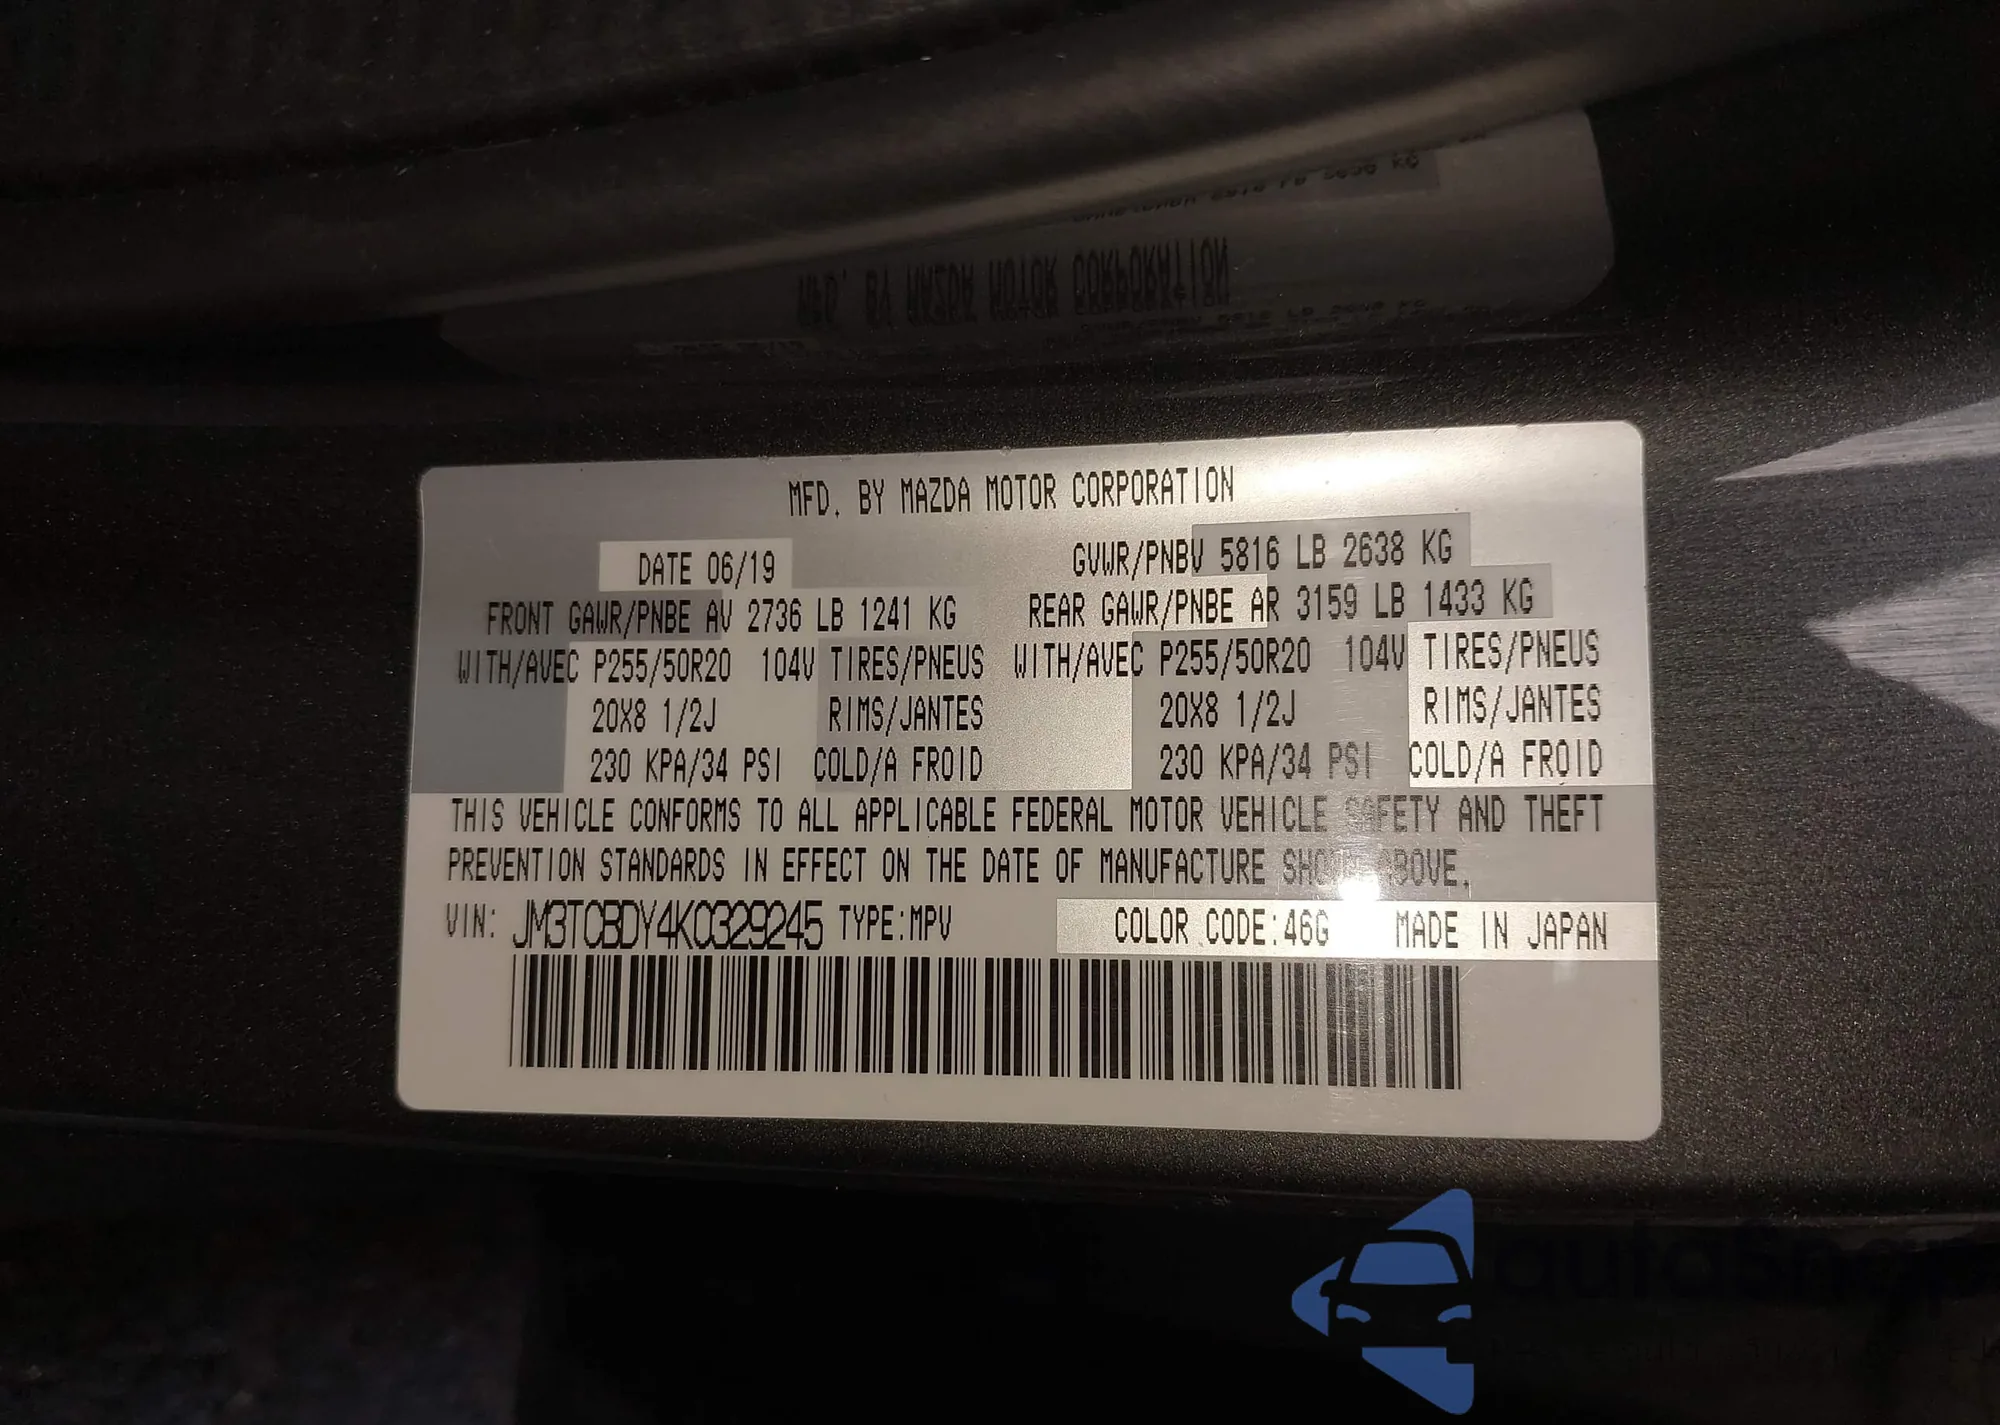 MFD. BY MAZDA MOTOR CORPORATION
DATE 06/19 GVWR/PNBV 5816 LB 2638 KG
FRONT GAWR/PNBE AV 2736 LB 1241 KG REAR GAWR/PNBE AR 3159 LB 1433 KG
WITH/AVEC P255/50R20 104V TIRES/PNEUS WITH/AVEC P255/50R20 104V TIRES/PNEUS
20X8 1/2J RIMS/JANTES 20X8 1/2J RIMS/JANTES
230 KPA/34 PSI COLD/A FROID 230 KPA/34 PSI COLD/A FROID
THIS VEHICLE CONFORMS TO ALL APPLICABLE FEDERAL MOTOR VEHICLE SAFETY AND THEFT
PREVENTION STANDARDS IN EFFECT ON THE DATE OF MANUFACTURE SHOWN ABOVE.
VIN: JM3TCBDY4K0329245 TYPE:MPV COLOR CODE:46G MADE IN JAPAN